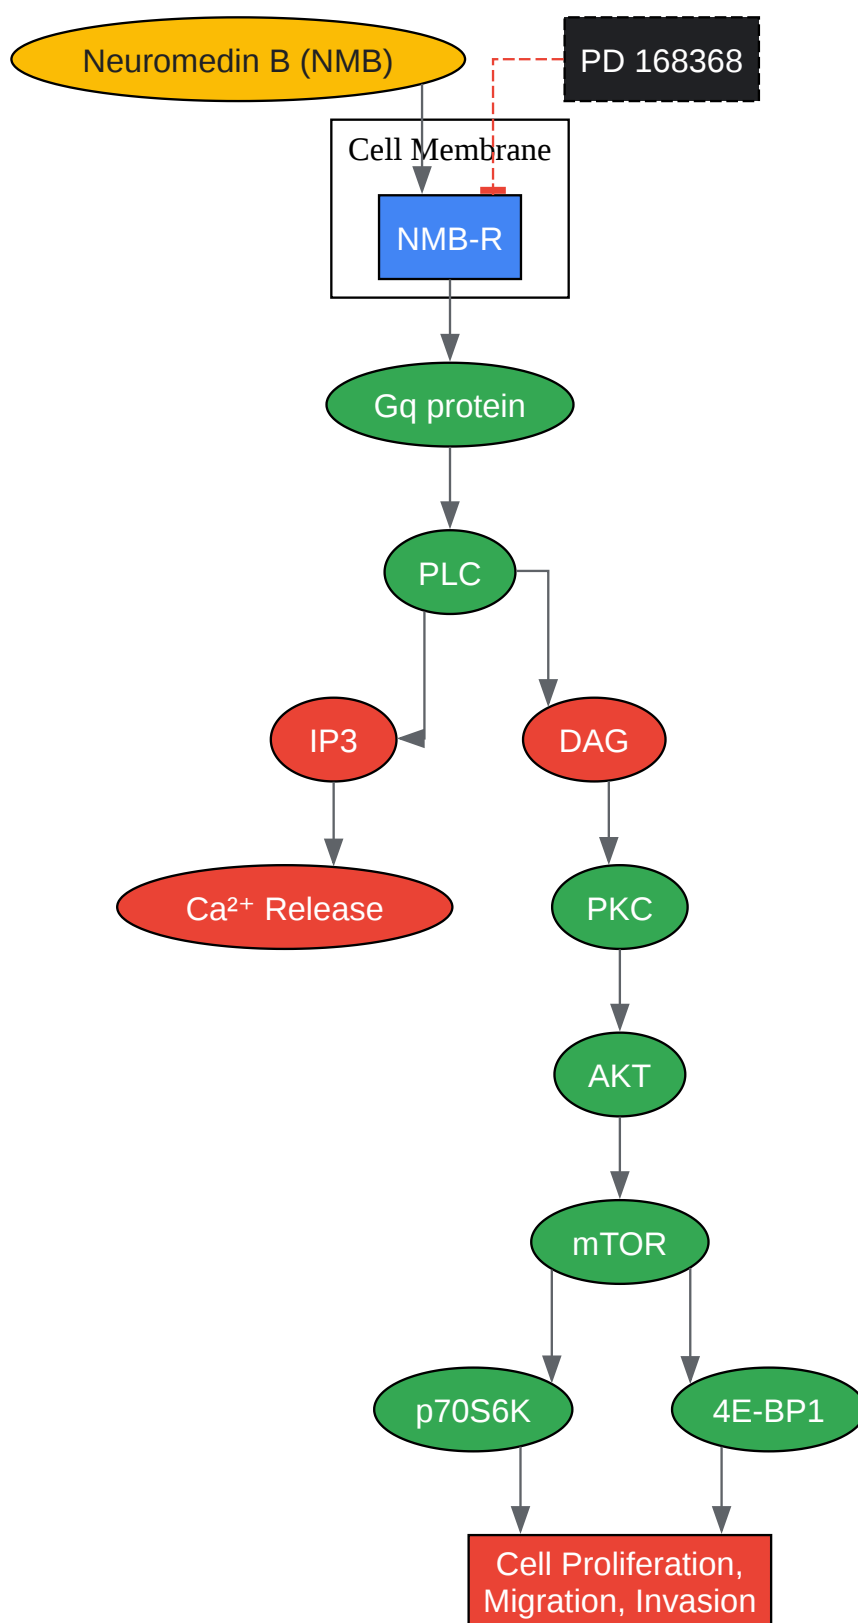 Neuromedin B (NMB)
PD 168368
Cell Membrane
NMB-R
Gq protein
PLC
IP3
DAG
Ca²⁺ Release
PKC
AKT
mTOR
p70S6K
4E-BP1
Cell Proliferation,
Migration, Invasion